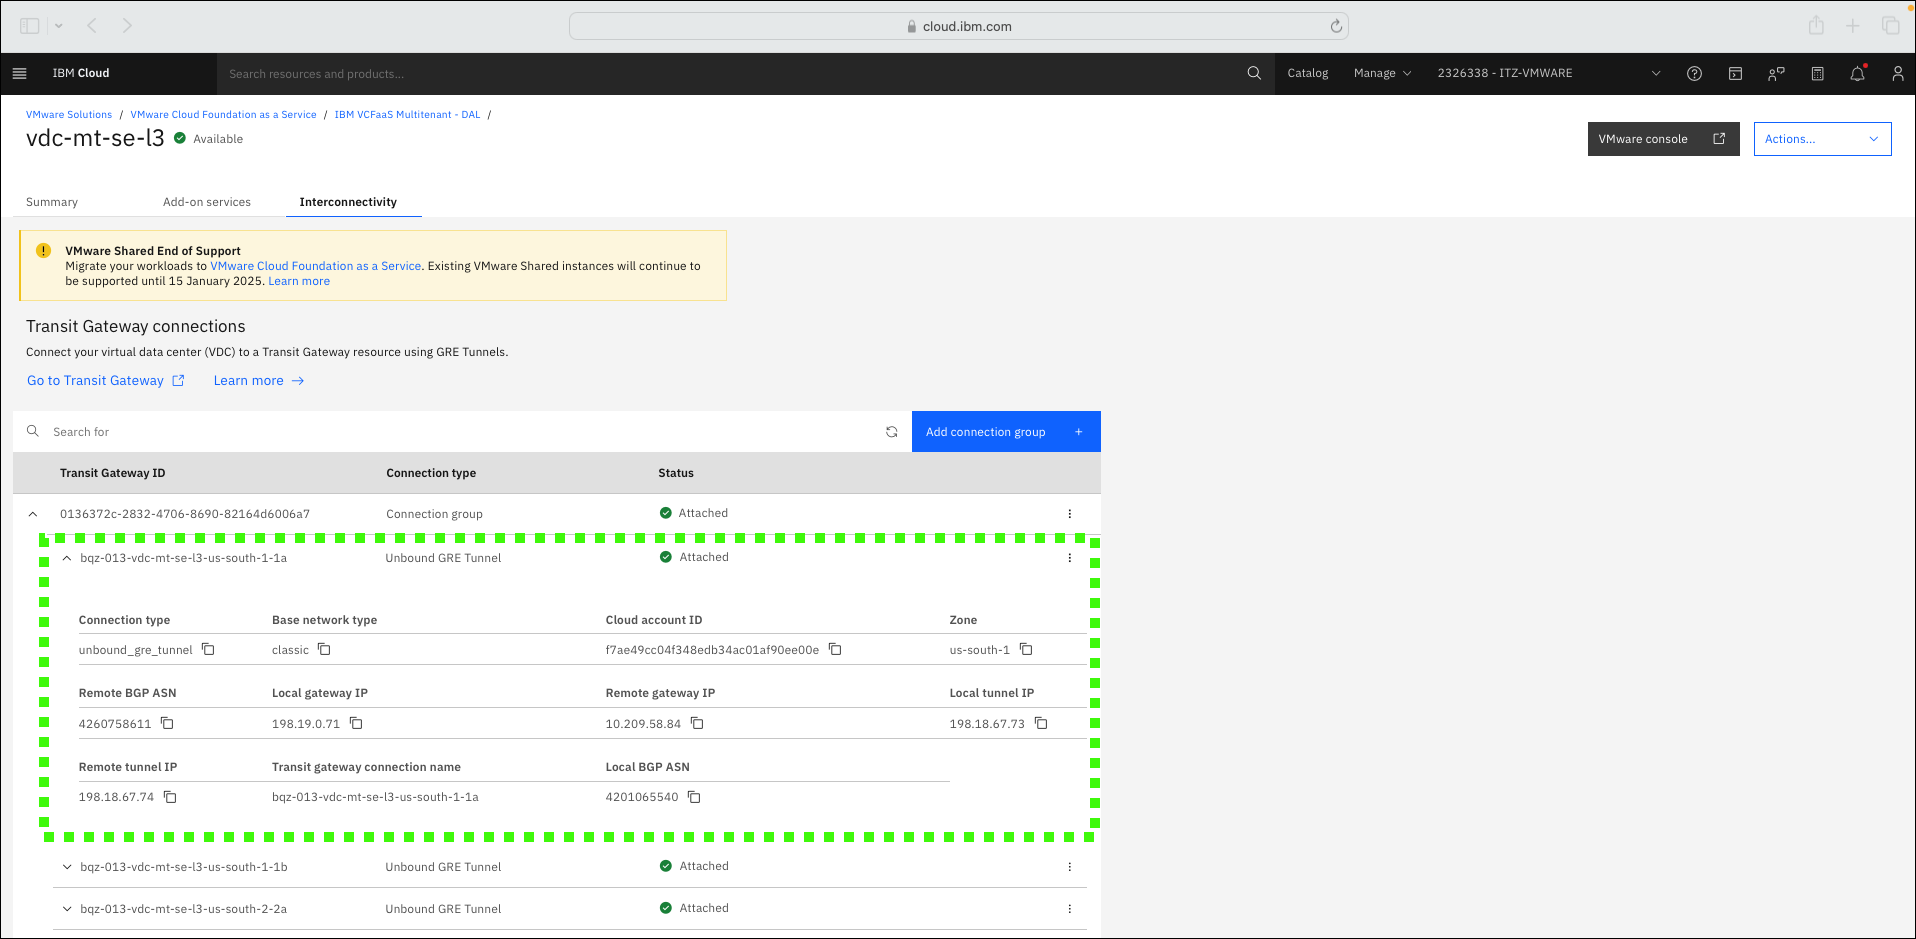 cloud.ibm.com
IBM Cloud
Search resources and products...
Catalog
Manage
2326338 - ITZ-VMWARE
VMware Solutions / VMware Cloud Foundation as a Service / IBM VCFaaS Multitenant - DAL /
vdc-mt-se-l3
Available
VMware console
Actions...
Summary
Add-on services
Interconnectivity
VMware Shared End of Support
Migrate your workloads to VMware Cloud Foundation as a Service. Existing VMware Shared instances will continue to
be supported until 15 January 2025. Learn more
Transit Gateway connections
Connect your virtual data center (VDC) to a Transit Gateway resource using GRE Tunnels.
Go to Transit Gateway
Learn more
Search for
Add connection group +
Transit Gateway ID Connection type Status
0136372c-2832-4706-8690-82164d6006a7 Connection group Attached
bqz-013-vdc-mt-se-l3-us-south-1-1a Unbound GRE Tunnel Attached
Connection type Base network type Cloud account ID Zone
unbound_gre_tunnel classic f7ae49cc04f348edb34ac01af90ee00e us-south-1
Remote BGP ASN Local gateway IP Remote gateway IP Local tunnel IP
4260758611 198.19.0.71 10.209.58.84 198.18.67.73
Remote tunnel IP Transit gateway connection name Local BGP ASN
198.18.67.74 bqz-013-vdc-mt-se-l3-us-south-1-1a 4201065540
bqz-013-vdc-mt-se-l3-us-south-1-1b Unbound GRE Tunnel Attached
bqz-013-vdc-mt-se-l3-us-south-2-2a Unbound GRE Tunnel Attached